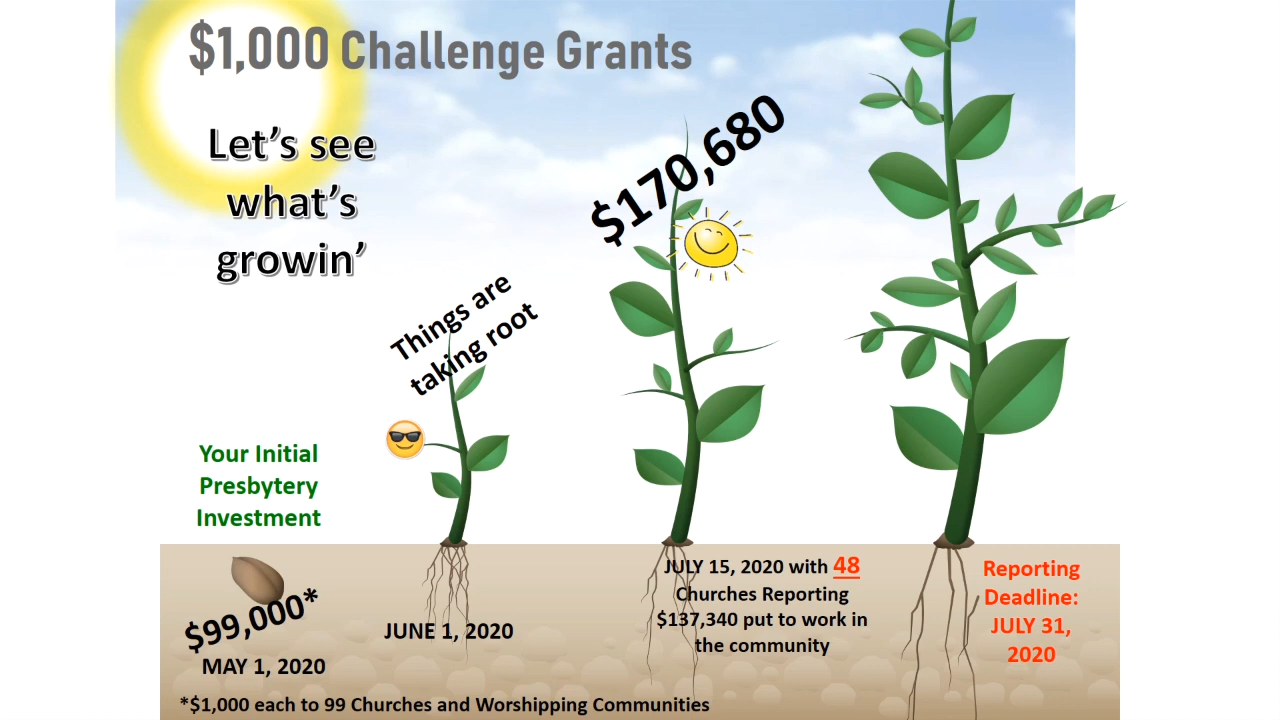 $1,000 Challenge Grants
Let's see
what's
growin'
$170,680
Things are
taking root
Your Initial
Presbytery
Investment
$99,000*
MAY 1, 2020
JUNE 1, 2020
JULY 15, 2020 with 48
Churches Reporting
$137,340 put to work in
the community
Reporting
Deadline:
JULY 31,
2020
*$1,000 each to 99 Churches and Worshipping Communities